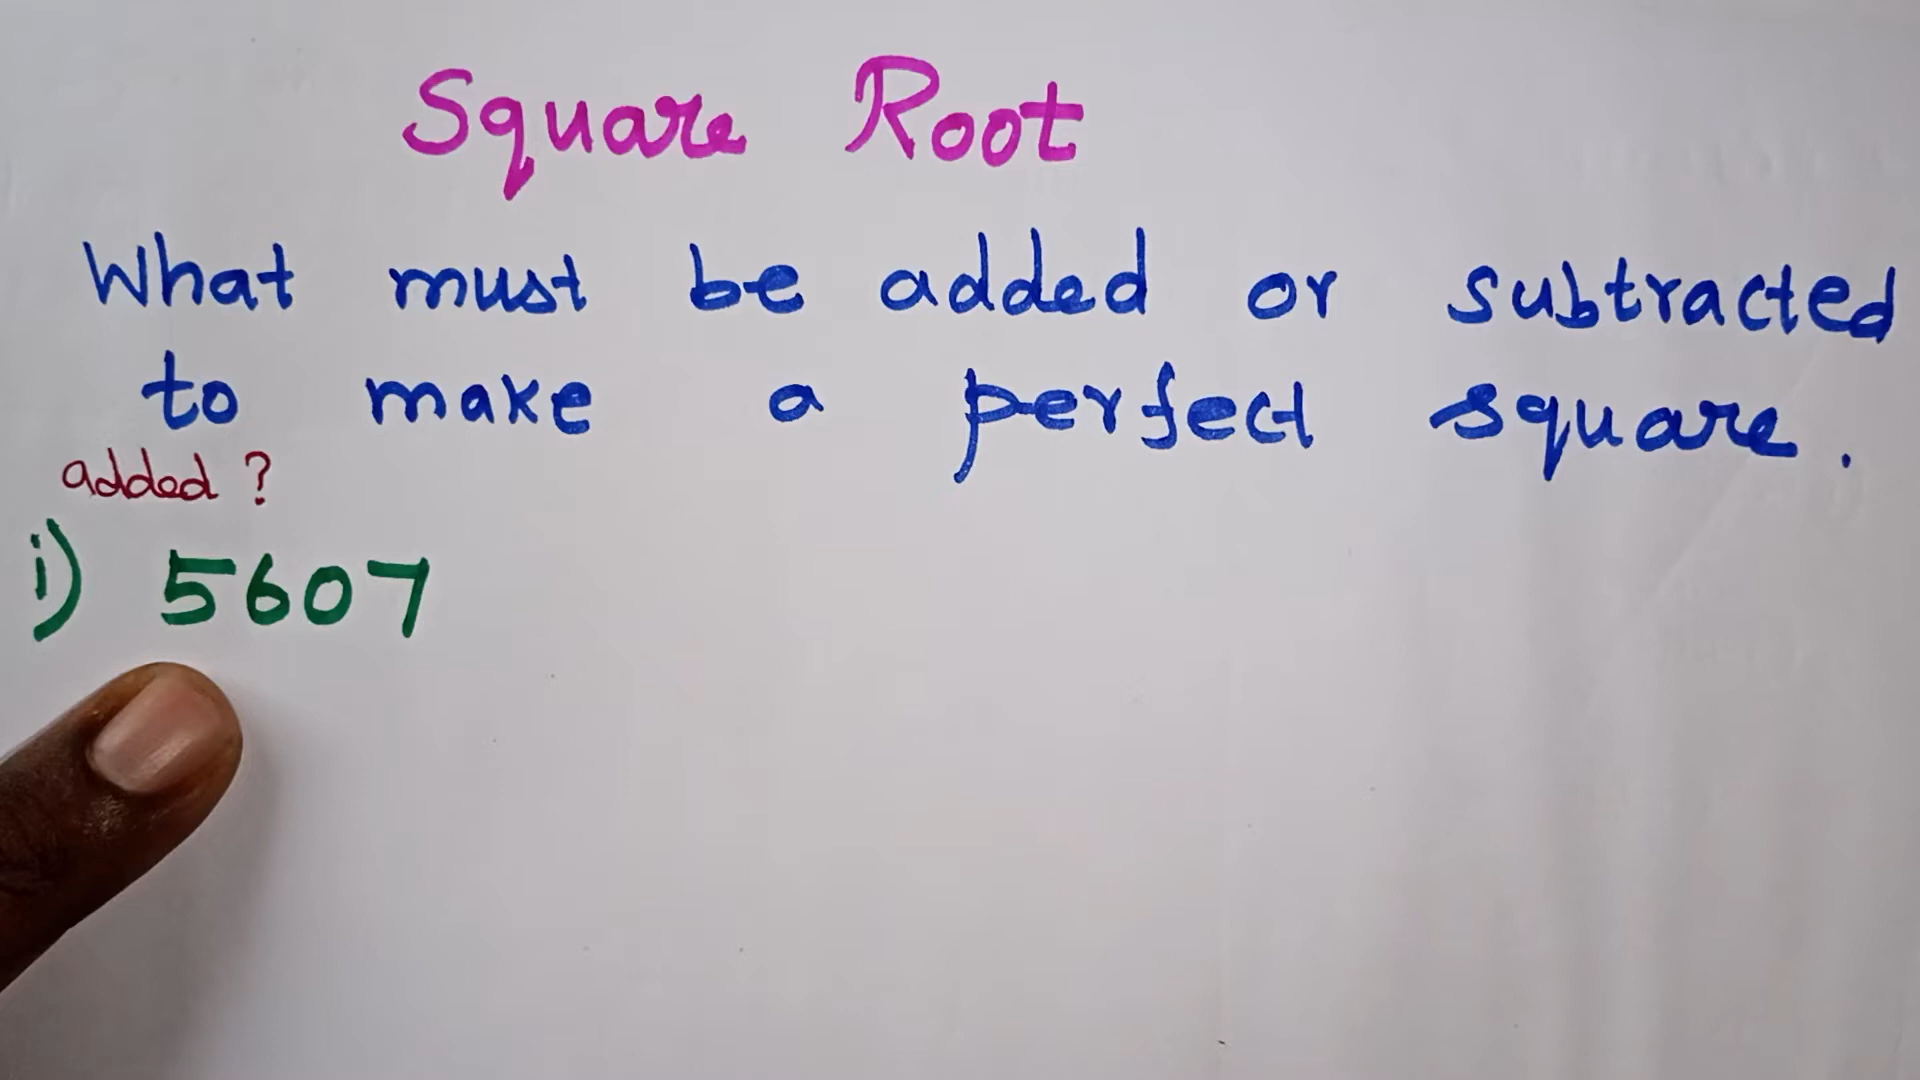 Square Root
What must be added or subtracted
to make a perfect square.
added ?
i) 5607